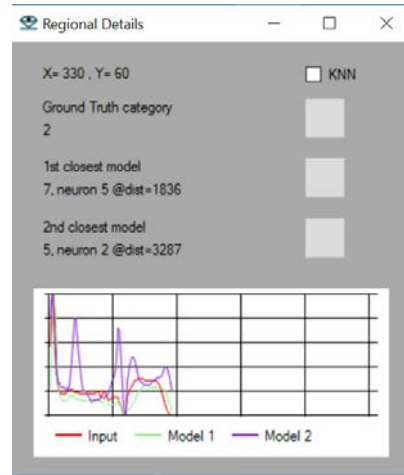 Regional Details
X= 330 , Y= 60
KNN
Ground Truth category
2
1st closest model
7, neuron 5 @dist=1836
2nd closest model
5, neuron 2 @dist=3287
Input Model 1 Model 2